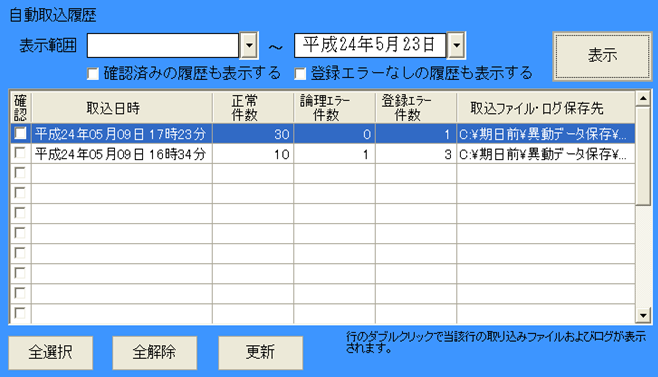 自動取込履歴
表示範囲 ～ 平成24年5月23日 表示
確認済みの履歴も表示する 登録エラーなしの履歴も表示する
確認 取込日時 正常件数 論理エラー件数 登録エラー件数 取込ファイル・ログ保存先
平成24年05月09日 17時23分 30 0 1 C:¥期日前¥異動データ保存¥...
平成24年05月09日 16時34分 10 1 3 C:¥期日前¥異動データ保存¥...
全選択 全解除 更新
行のダブルクリックで当該行の取り込みファイルおよびログが表示
されます。